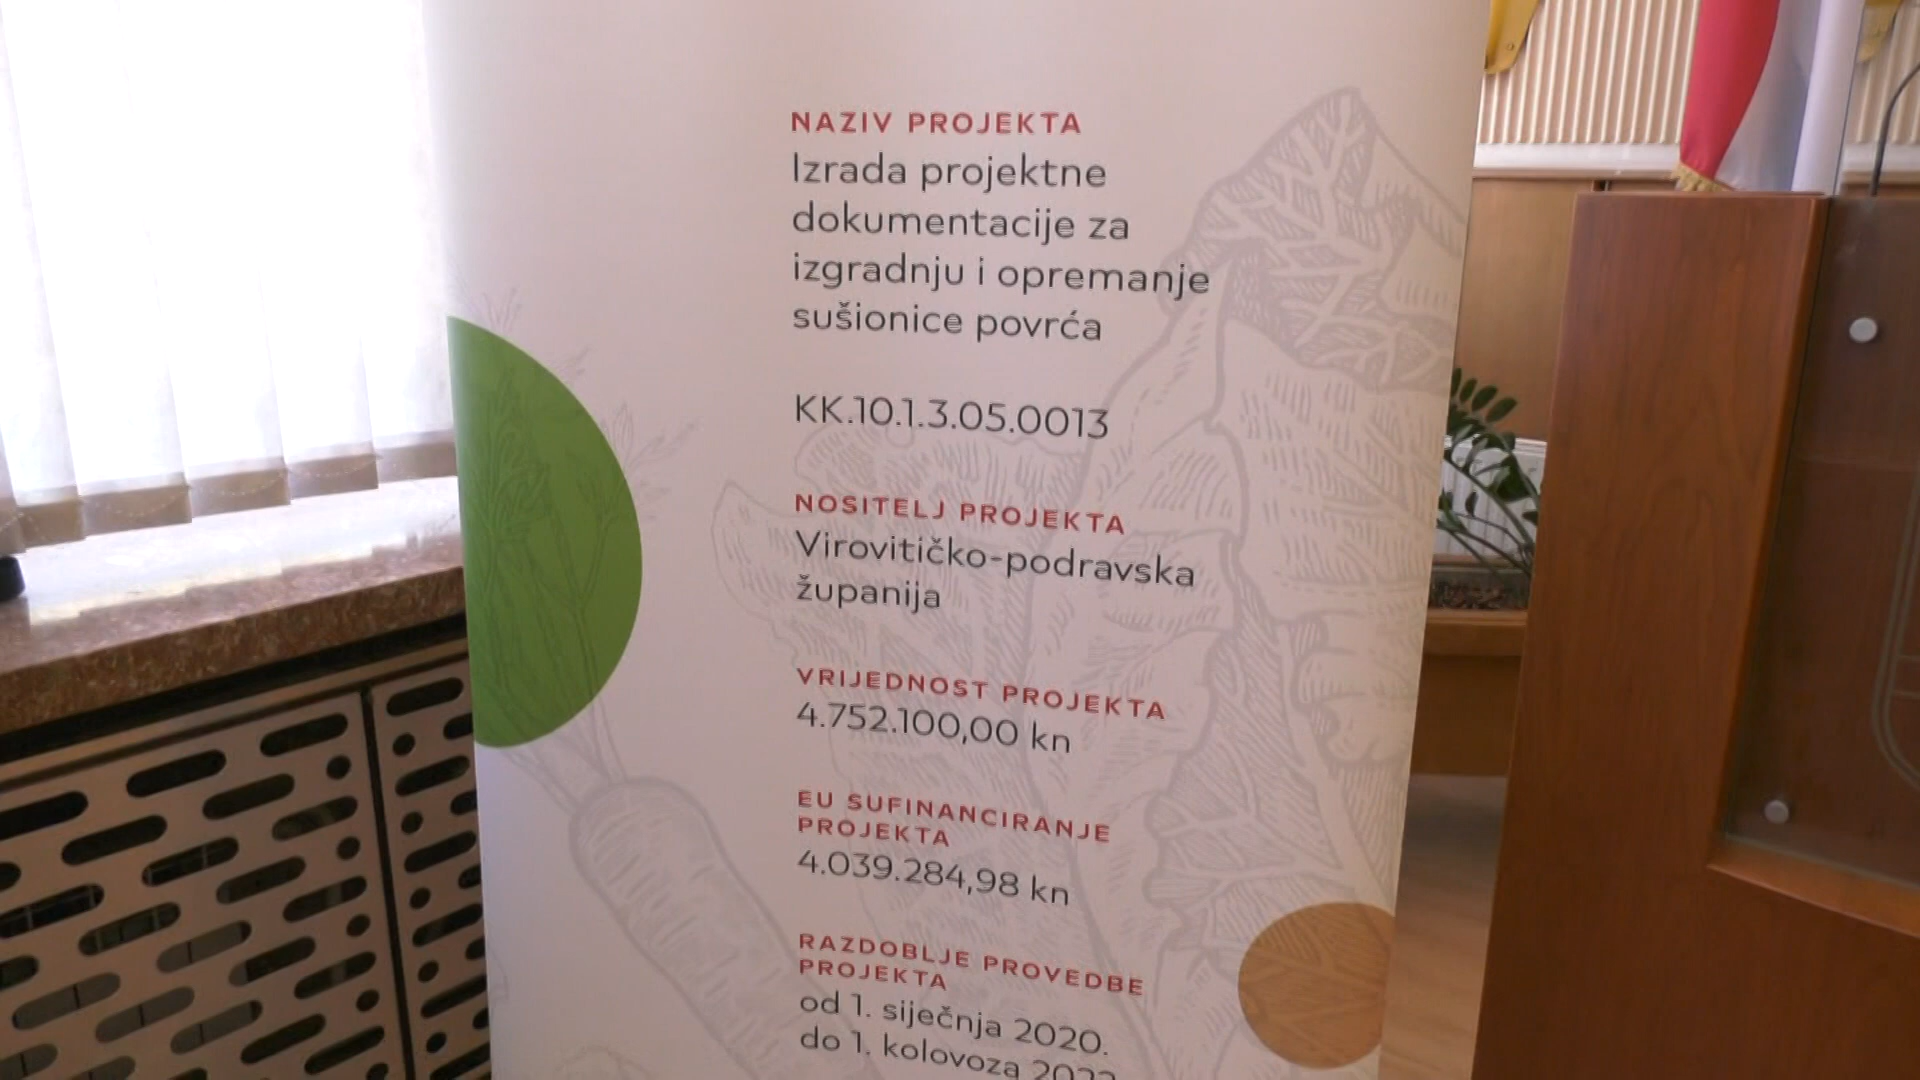 NAZIV PROJEKTA
Izrada projektne
dokumentacije za
izgradnju i opremanje
sušionice povrća
KK.10.1.3.05.0013
NOSITELJ PROJEKTA
Virovitičko-podravska
županija
VRIJEDNOST PROJEKTA
4.752.100,00 kn
EU SUFINANCIRANJE
PROJEKTA
4.039.284,98 kn
RAZDOBLJE PROVEDBE
PROJEKTA
od 1. siječnja 2020.
do 1. kolovoza